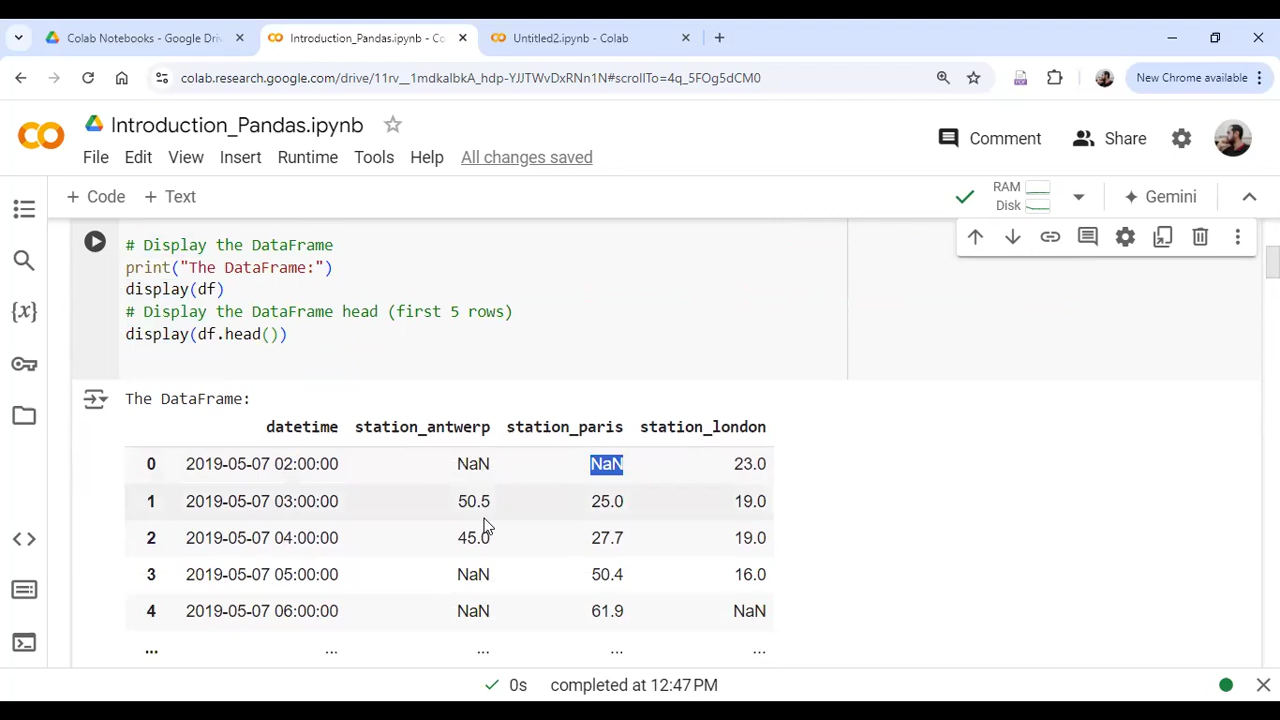 Colab Notebooks - Google Dri
Introduction_Pandas.ipynb - Co
Untitled2.ipynb - Colab
colab.research.google.com/drive/11rv__1mdkaIbkA_hdp-YJJTWvDxRNn1N#scrollTo=4q_5FOg5dCM0
New Chrome available
Introduction_Pandas.ipynb
File Edit View Insert Runtime Tools Help All changes saved
Comment Share
+ Code + Text
RAM
Disk
Gemini
# Display the DataFrame
print("The DataFrame:")
display(df)
# Display the DataFrame head (first 5 rows)
display(df.head())
The DataFrame:
datetime station_antwerp station_paris station_london
0 2019-05-07 02:00:00 NaN NaN 23.0
1 2019-05-07 03:00:00 50.5 25.0 19.0
2 2019-05-07 04:00:00 45.0 27.7 19.0
3 2019-05-07 05:00:00 NaN 50.4 16.0
4 2019-05-07 06:00:00 NaN 61.9 NaN
... ... ... ... ...
0s completed at 12:47 PM